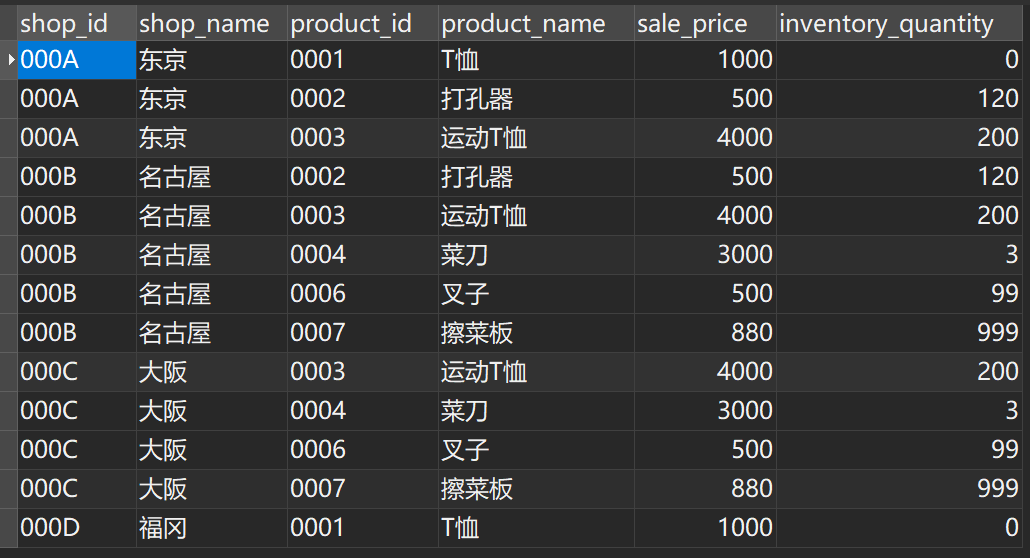 shop_id shop_name product_id product_name sale_price inventory_quantity
000A 东京 0001 T恤 1000 0
000A 东京 0002 打孔器 500 120
000A 东京 0003 运动T恤 4000 200
000B 名古屋 0002 打孔器 500 120
000B 名古屋 0003 运动T恤 4000 200
000B 名古屋 0004 菜刀 3000 3
000B 名古屋 0006 叉子 500 99
000B 名古屋 0007 擦菜板 880 999
000C 大阪 0003 运动T恤 4000 200
000C 大阪 0004 菜刀 3000 3
000C 大阪 0006 叉子 500 99
000C 大阪 0007 擦菜板 880 999
000D 福冈 0001 T恤 1000 0